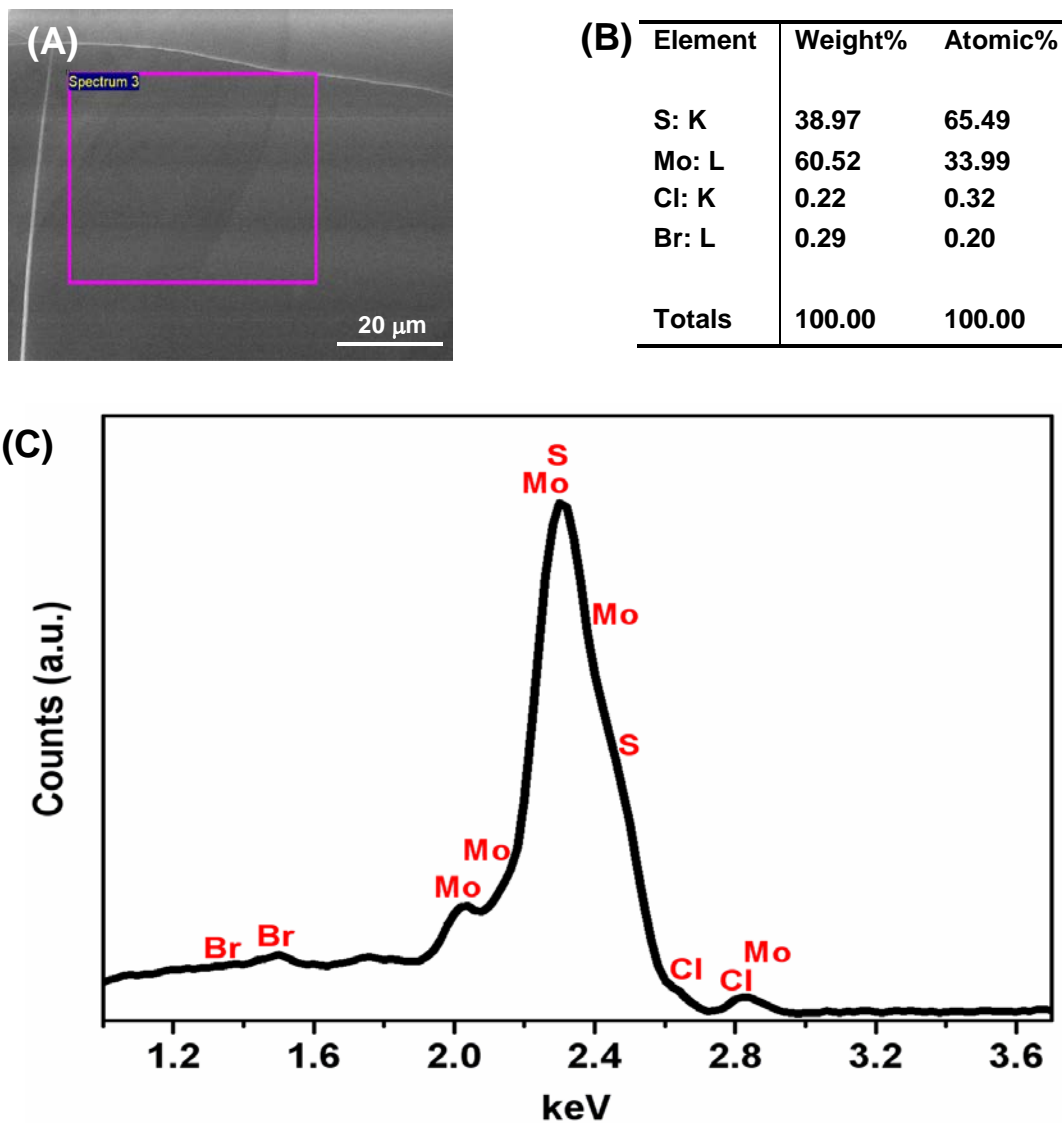 (A)
Spectrum 3
20 μm
(B)
Element Weight% Atomic%
S: K 38.97 65.49
Mo: L 60.52 33.99
Cl: K 0.22 0.32
Br: L 0.29 0.20
Totals 100.00 100.00
(C)
S
Mo
Mo
S
Mo
Mo
Br Br
Cl
Cl
Mo
Counts (a.u.)
1.2 1.6 2.0 2.4 2.8 3.2 3.6
keV